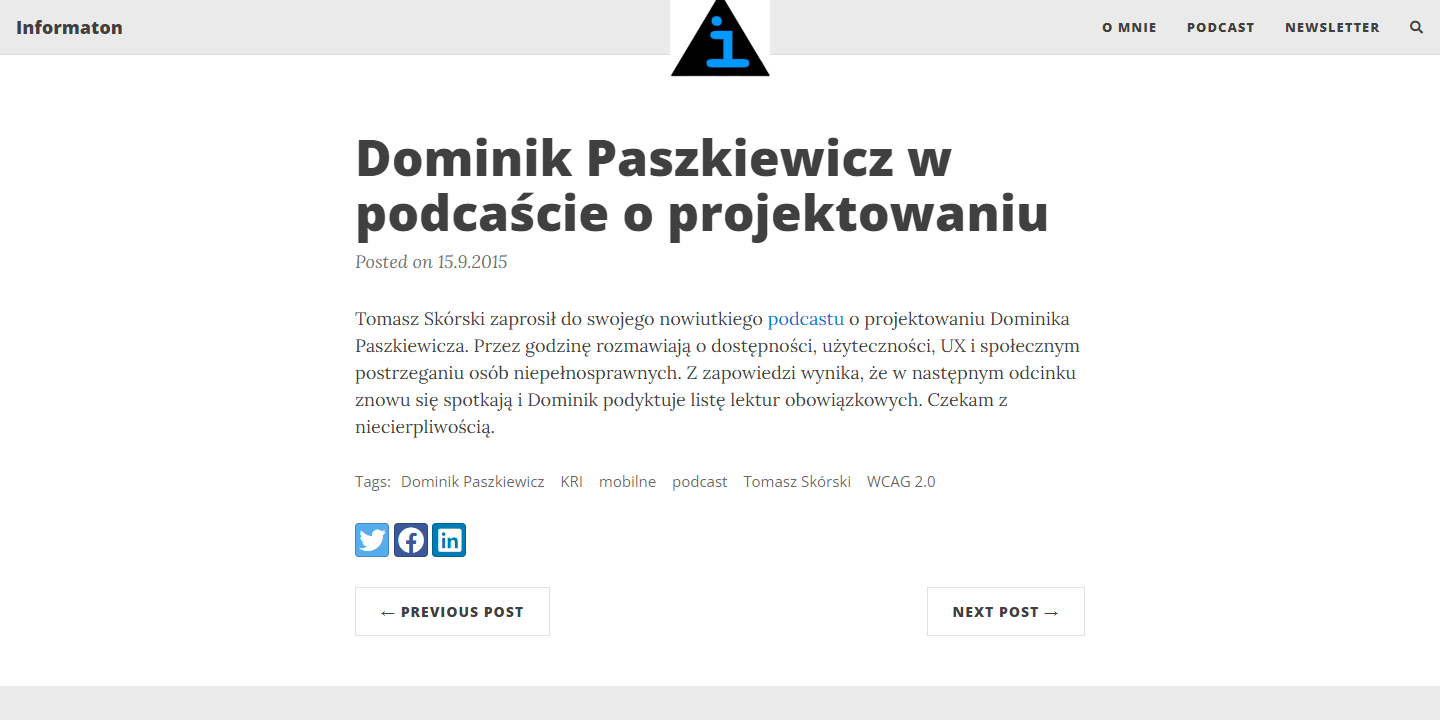 Informaton
i
O MNIE
PODCAST
NEWSLETTER
Dominik Paszkiewicz w
podcaście o projektowaniu
Posted on 15.9.2015
Tomasz Skórski zaprosił do swojego nowiutkiego podcastu o projektowaniu Dominika
Paszkiewicza. Przez godzinę rozmawiają o dostępności, użyteczności, UX i społecznym
postrzeganiu osób niepełnosprawnych. Z zapowiedzi wynika, że w następnym odcinku
znowu się spotkają i Dominik podyktuje listę lektur obowiązkowych. Czekam z
niecierpliwością.
Tags: Dominik Paszkiewicz KRI mobilne podcast Tomasz Skórski WCAG 2.0
← PREVIOUS POST
NEXT POST →